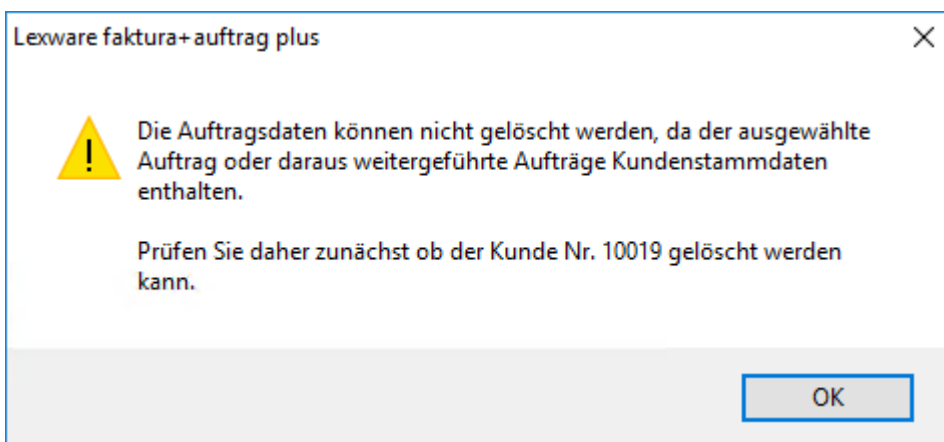 Lexware faktura+auftrag plus
Die Auftragsdaten können nicht gelöscht werden, da der ausgewählte
Auftrag oder daraus weitergeführte Aufträge Kundenstammdaten
enthalten.
Prüfen Sie daher zunächst ob der Kunde Nr. 10019 gelöscht werden
kann.
OK